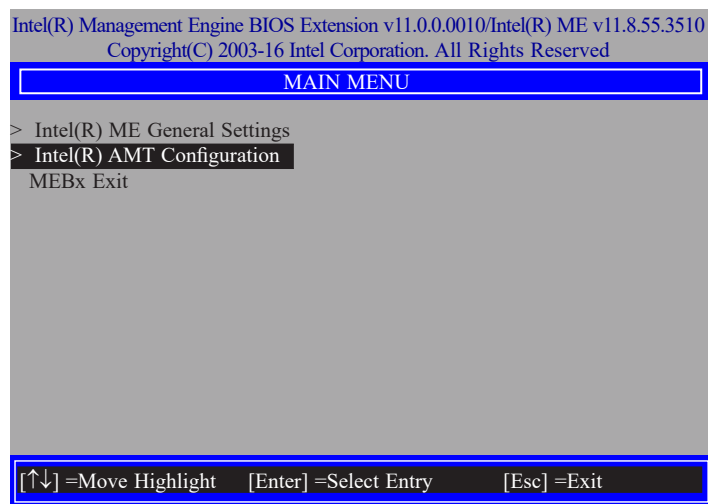 Intel(R) Management Engine BIOS Extension v11.0.0.0010/Intel(R) ME v11.8.55.3510
Copyright(C) 2003-16 Intel Corporation. All Rights Reserved
MAIN MENU
> Intel(R) ME General Settings
> Intel(R) AMT Configuration
MEBx Exit
[↑↓] =Move Highlight [Enter] =Select Entry [Esc] =Exit